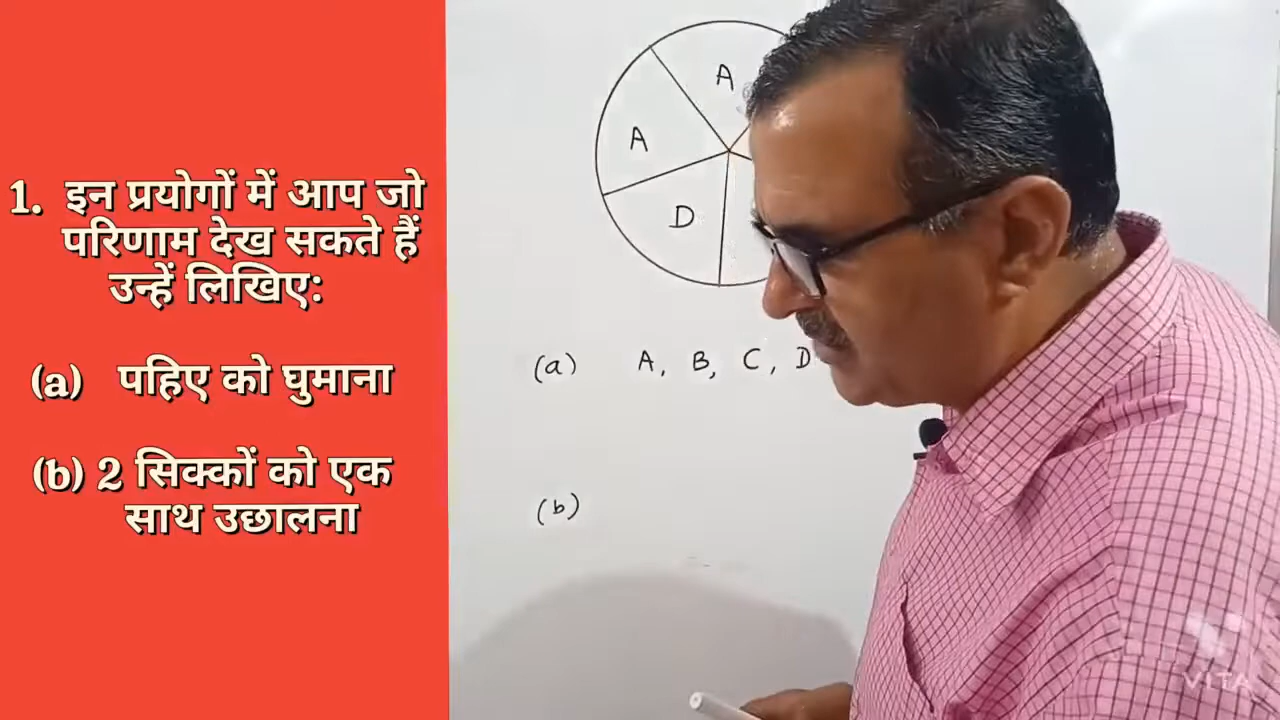 1. इन प्रयोगों में आप जो
परिणाम देख सकते हैं
उन्हें लिखिए:
(a) पहिए को घुमाना
(b) 2 सिक्कों को एक
साथ उछालना
A
A
D
(a) A, B, C, D
(b)
VITA